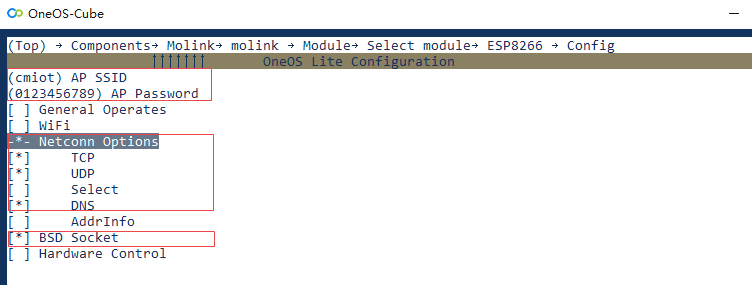 OneOS-Cube
(Top) → Components→ Molink→ molink → Module→ Select module→ ESP8266 → Config
↑↑↑↑↑↑↑ OneOS Lite Configuration
(cmiot) AP SSID
(0123456789) AP Password
[ ] General Operates
[ ] WiFi
-*- Netconn Options
[*] TCP
[*] UDP
[ ] Select
[*] DNS
[ ] AddrInfo
[*] BSD Socket
[ ] Hardware Control